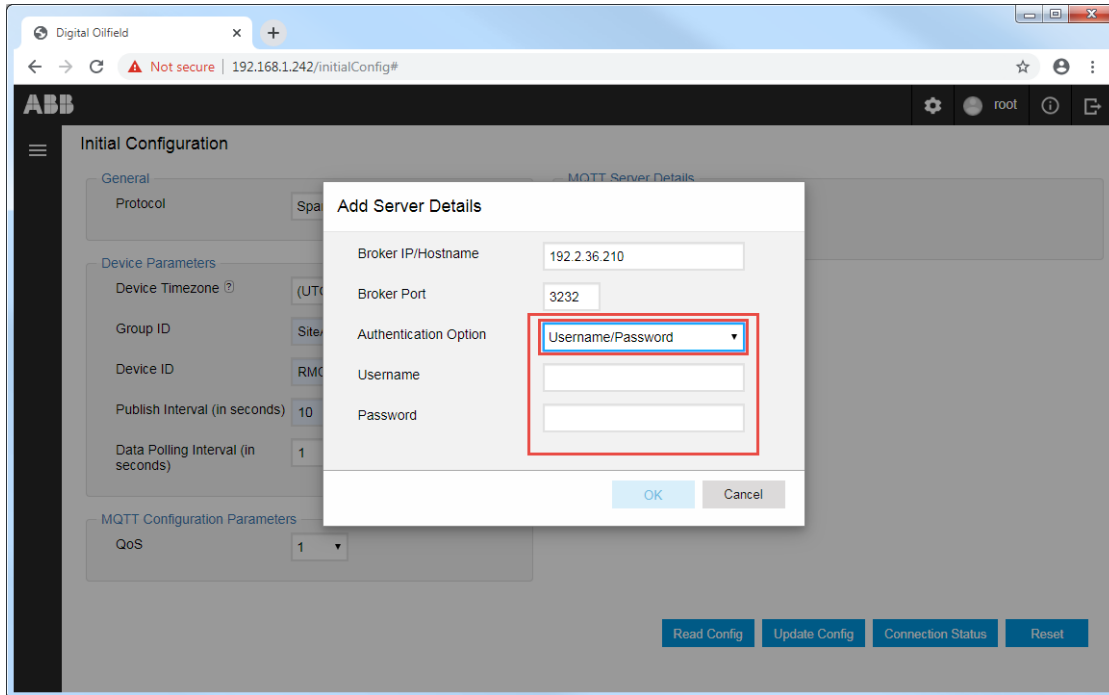 Digital Oilfield
Not secure | 192.168.1.242/initialConfig#
ABB
root
Initial Configuration
General
Protocol
MQTT Server Details
Device Parameters
Device Timezone ?
(UTC
Group ID
Device ID
Publish Interval (in seconds)
10
Data Polling Interval (in
seconds)
1
MQTT Configuration Parameters
QoS
1
Add Server Details
Broker IP/Hostname
192.2.36.210
Broker Port
3232
Authentication Option
Username/Password
Username
Password
OK
Cancel
Read Config
Update Config
Connection Status
Reset